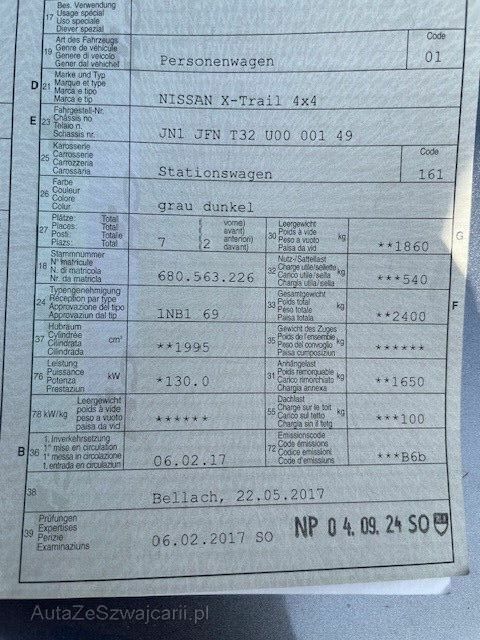 Bes. Verwendung
17 Usage spécial
Uso speciale
Diever spezial
Art des Fahrzeugs Code
19 Genre de véhicule
Genere di veicolo Personenwagen 01
Gener dal vehichel
Marke und Typ
D 21 Marque et type
Marca e tipo NISSAN X-Trail 4x4
Marca e tip
Fahrgestell-Nr.
E 23 Châssis no
Telaio n. JN1 JFN T32 U00 001 49
Schassis nr.
Karosserie Code
25 Carrosserie
Carrozzeria Stationswagen 161
Carossaria
Farbe
26 Couleur
Colore grau dunkel
Colur
Plätze: Total vorne) Leergewicht
27 Places: Total ( avant) 30 Poids à vide kg
Posti: Totale 7 (2 anteriori) Peso a vuoto **1860
Plazs: Total davant) Paisa da vid
Stammnummer Nutz-/Sattellast
18 N° matricule 32 Charge utile/sellette kg
N. di matricola 680.563.226 Carico utile/sella ***540
Nr. da matricla Chargia utila/sella
Typengenehmigung Gesamtgewicht
24 Réception par type 33 Poids total kg
Approvazione del tipo 1NB1 69 Peso totale **2400 F
Approvaziun dal tip Paisa totala
Hubraum Gewicht des Zuges
37 Cylindrée cm³ 35 Poids de l'ensemble kg
Cilindrata **1995 Peso del convoglio ******
Cilindrada Paisa cumposiziun
Leistung Anhängelast
76 Puissance kW 31 Poids remorquable kg
Potenza *130.0 Carico rimorchiato **1650
Prestaziun Chargia annexa
Leergewicht Dachlast
78 kW/kg poids à vide 55 Charge sur le toit kg
peso a vuoto ****** Carico sul tetto ***100
paisa da vid Chargia sin il tetg
1. Inverkehrsetzung Emissionscode
B 36 1re mise en circulation 72 Code émissions
1a messa in circolazione 06.02.17 Codice emissioni ***B6b
1. entrada en circulaziun Code d'emissiuns
38 Bellach, 22.05.2017
Prüfungen
39 Expertises NP 0 4. 09. 24 SO
Perizie 06.02.2017 SO
Examinaziuns
G
AutaZeSzwajcarii.pl